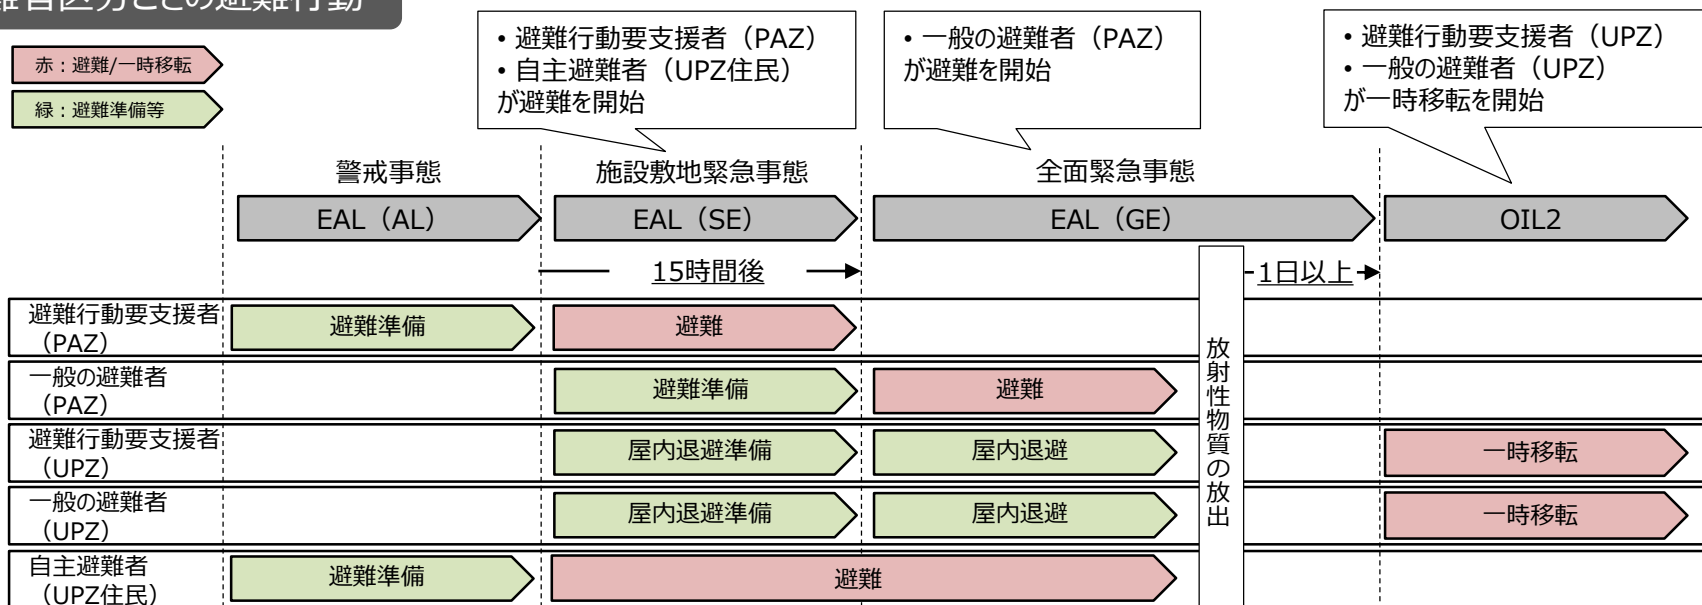 難者区分ごとの避難行動
赤：避難/一時移転
緑：避難準備等
• 避難行動要支援者（PAZ）
• 自主避難者（UPZ住民）
が避難を開始
• 一般の避難者（PAZ）
が避難を開始
• 避難行動要支援者（UPZ）
• 一般の避難者（UPZ）
が一時移転を開始
警戒事態
施設敷地緊急事態
全面緊急事態
EAL（AL）
EAL（SE）
EAL（GE）
OIL2
15時間後
1日以上
避難行動要支援者
（PAZ）
避難準備
避難
一般の避難者
（PAZ）
避難準備
避難
避難行動要支援者
（UPZ）
屋内退避準備
屋内退避
一時移転
一般の避難者
（UPZ）
屋内退避準備
屋内退避
一時移転
自主避難者
（UPZ住民）
避難準備
避難
放射性物質の放出